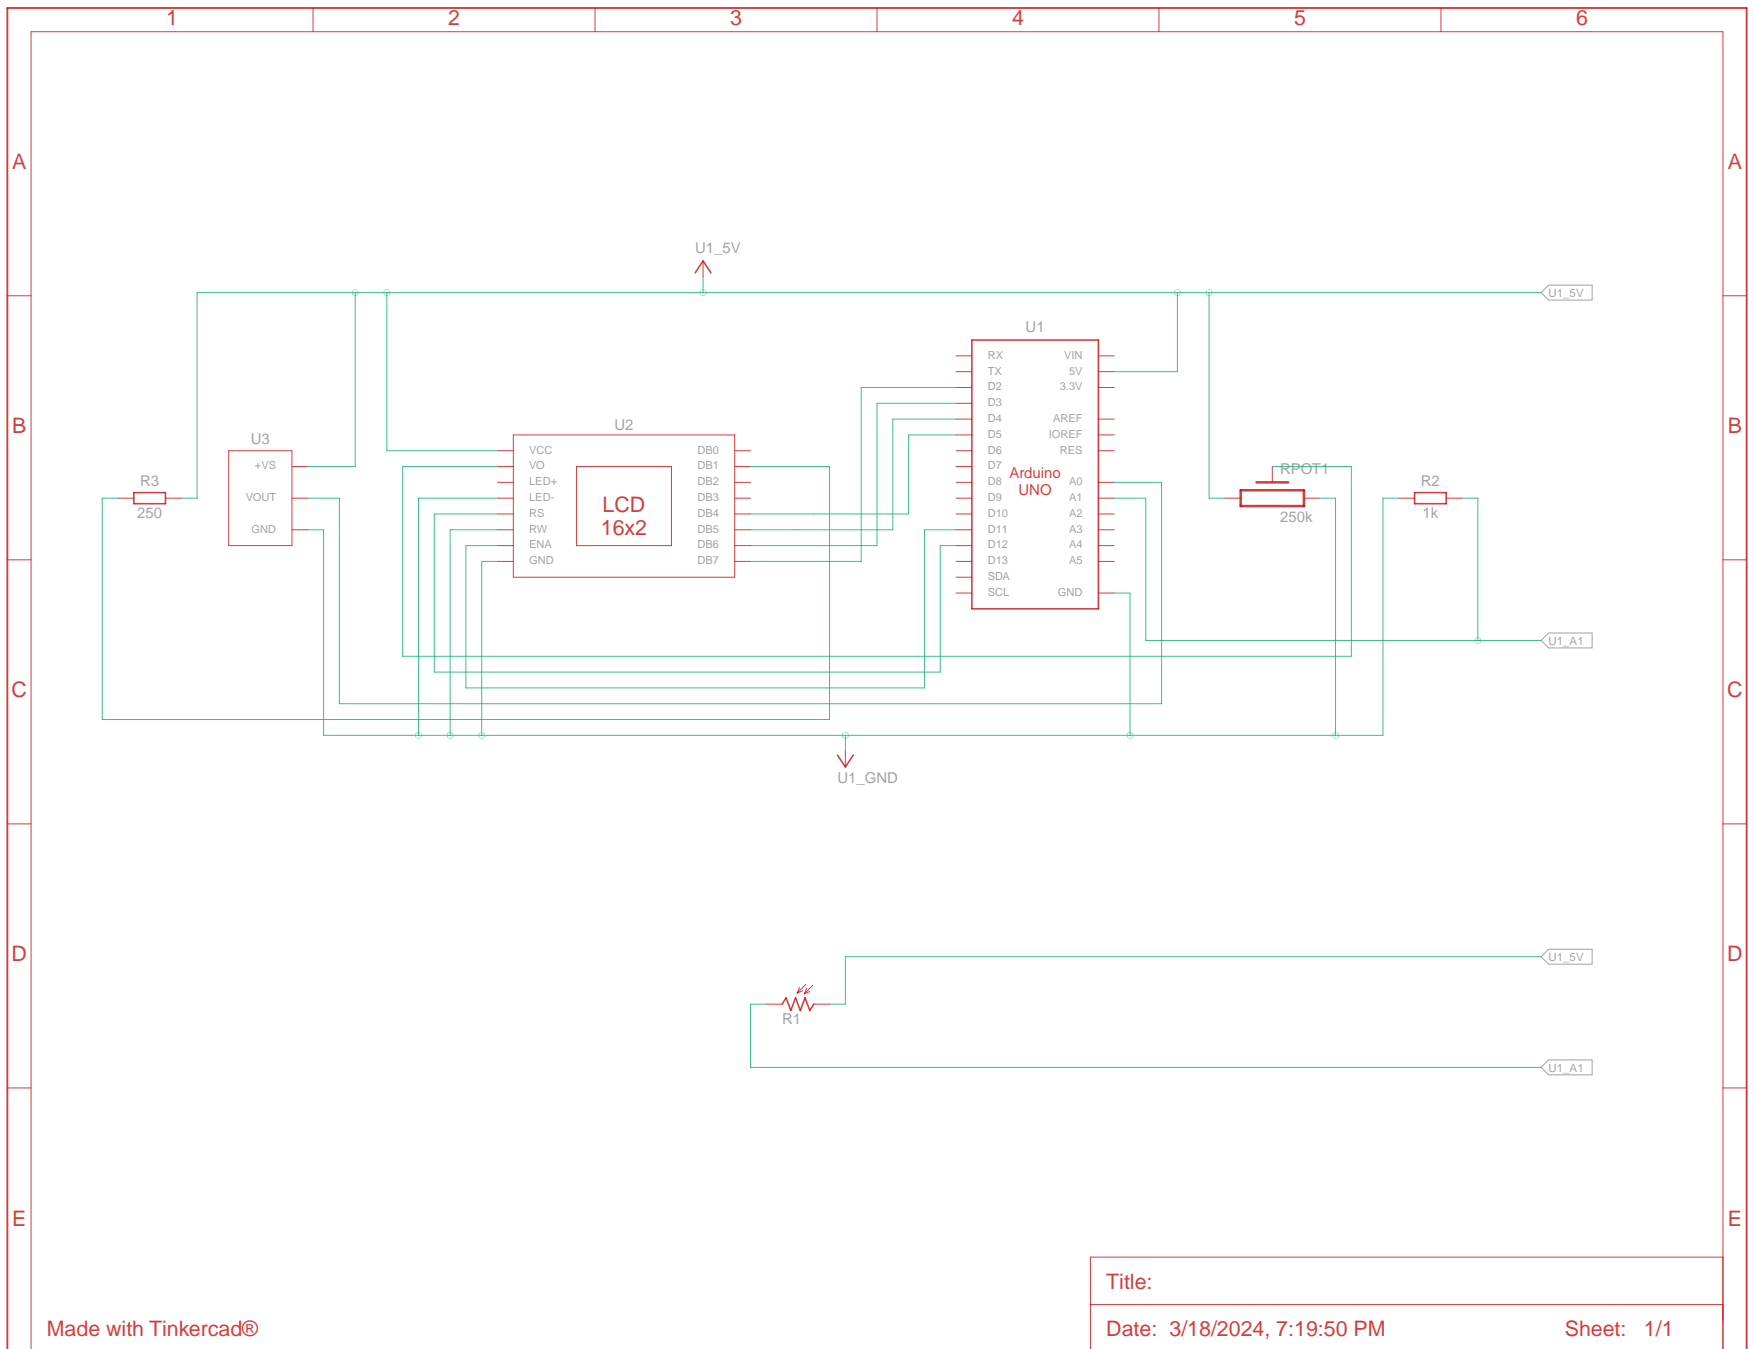 1 2 3 4 5 6
A A
U1_5V
U1_5V
U1
RX VIN
TX 5V
D2 3.3V
D3
D4 AREF
D5 IOREF
D6 RES
D7
D8 A0
D9 A1
D10 A2
D11 A3
D12 A4
D13 A5
SDA
SCL GND
Arduino
UNO
B B
U2
VCC DB0
VO DB1
LED+ DB2
LED- DB3
RS DB4
RW DB5
ENA DB6
GND DB7
LCD
16x2
U3
+VS
VOUT
GND
R3
250
RPOT1
250k
R2
1k
U1_A1
C C
U1_GND
D D
U1_5V
R1
U1_A1
E E
Title:
Made with Tinkercad®
Date: 3/18/2024, 7:19:50 PM Sheet: 1/1